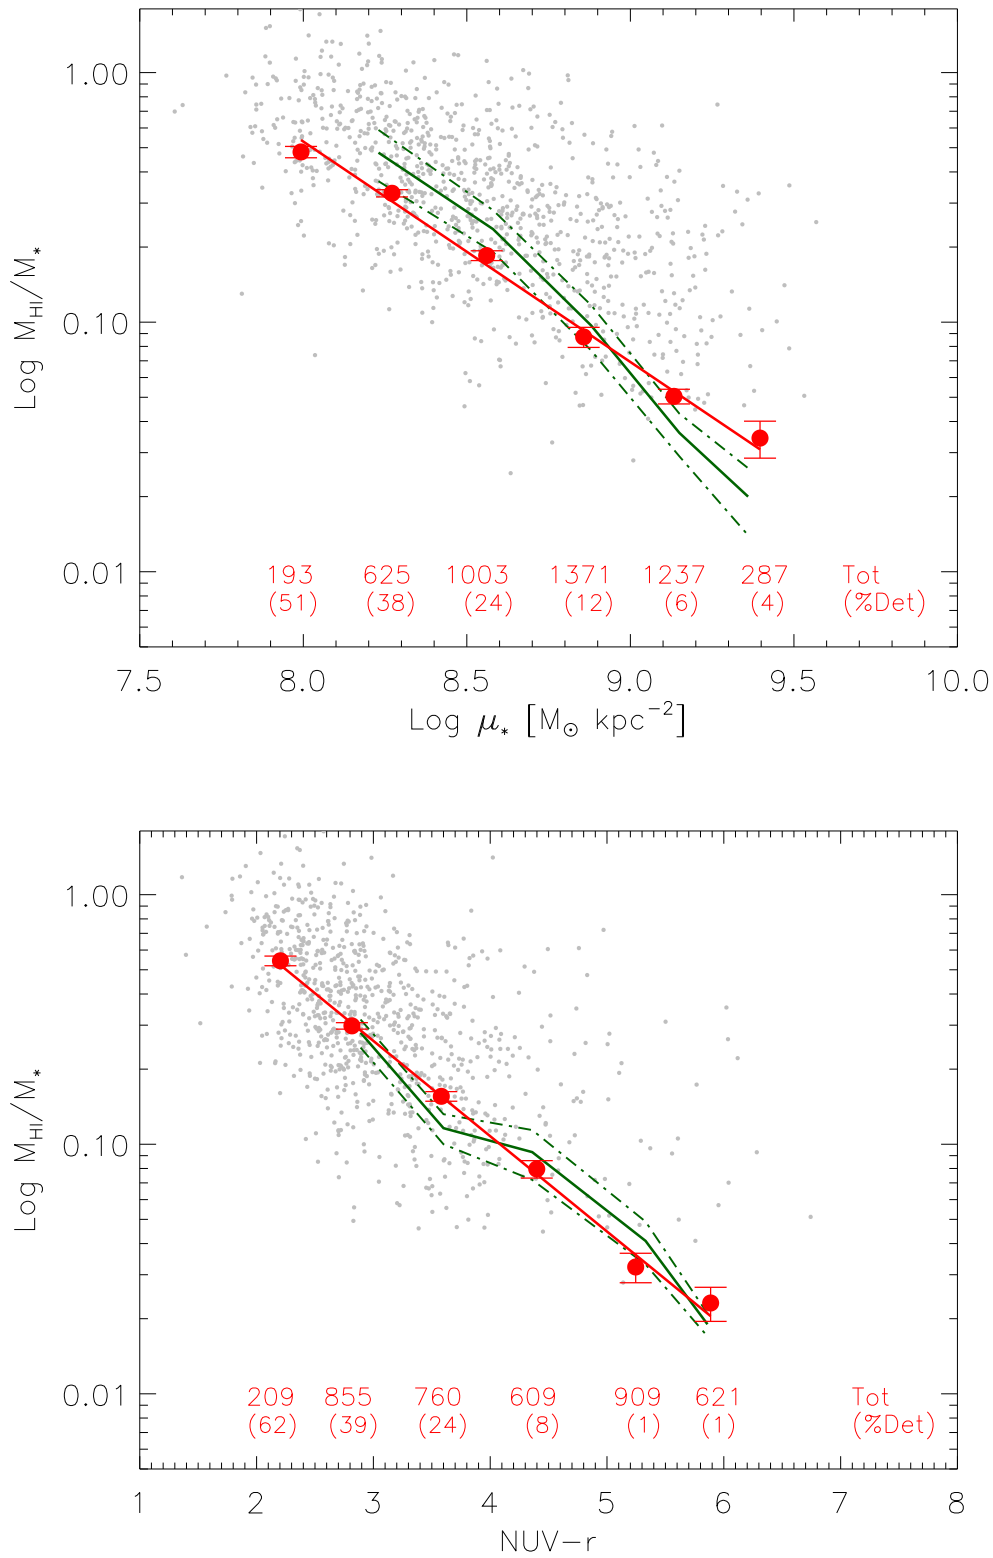 1.00
0.10
0.01
Log M_HI/M_*
193 625 1003 1371 1237 287 Tot
(51) (38) (24) (12) (6) (4) (%Det)
7.5 8.0 8.5 9.0 9.5 10.0
Log μ_* [M_⊙ kpc^−2]
1.00
0.10
0.01
Log M_HI/M_*
209 855 760 609 909 621 Tot
(62) (39) (24) (8) (1) (1) (%Det)
1 2 3 4 5 6 7 8
NUV−r